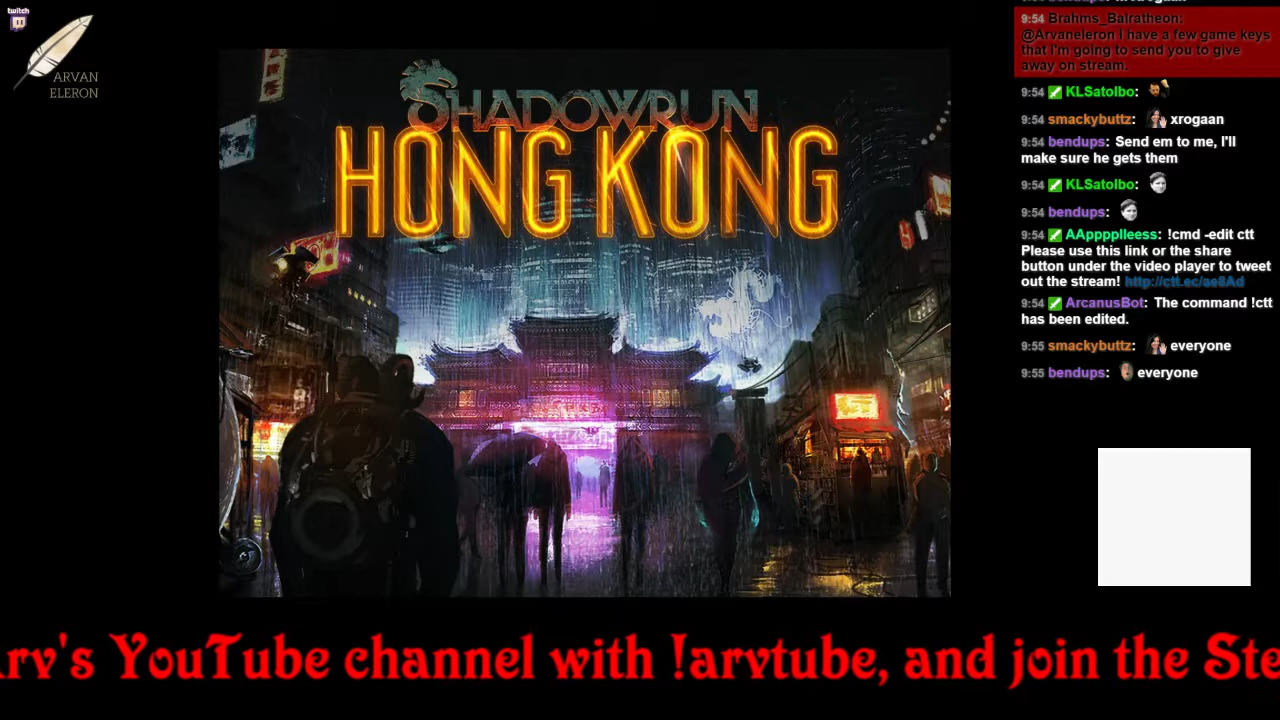 twitch
ARVAN
ELERON
SHADOWRUN
HONG KONG
9:54 Brahms_Balratheon:
@Arvaneleron I have a few game keys
that I'm going to send you to give
away on stream.
9:54 KLSatolbo:
9:54 smackybuttz: xrogaan
9:54 bendups: Send em to me, I'll
make sure he gets them
9:54 KLSatolbo:
9:54 bendups:
9:54 AApppplleess: !cmd -edit ctt
Please use this link or the share
button under the video player to tweet
out the stream! http://ctt.ec/ae8Ad
9:54 ArcanusBot: The command !ctt
has been edited.
9:55 smackybuttz: everyone
9:55 bendups: everyone
rv's YouTube channel with !arvtube, and join the Ste